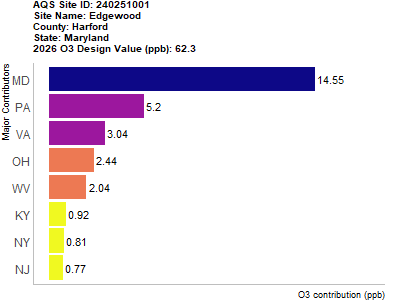 AQS Site ID: 240251001
Site Name: Edgewood
County: Harford
State: Maryland
2026 O3 Design Value (ppb): 62.3
Major Contributors
MD 14.55
PA 5.2
VA 3.04
OH 2.44
WV 2.04
KY 0.92
NY 0.81
NJ 0.77
O3 contribution (ppb)